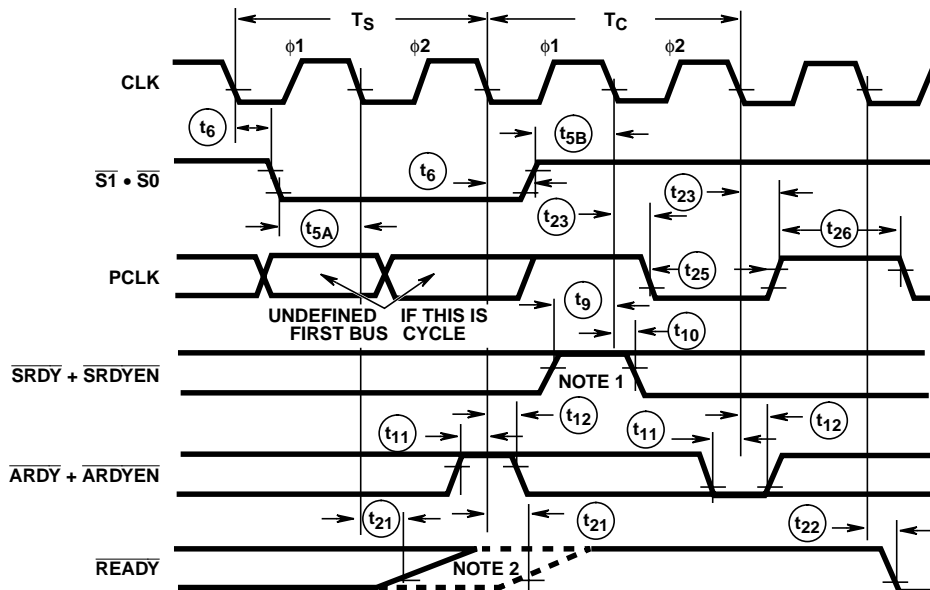 TS TC
ϕ1 ϕ2 ϕ1 ϕ2
CLK
t6 t5B
S1 • S0
t6 t23
t23 t26
t5A
PCLK
t25
UNDEFINED IF THIS IS
FIRST BUS CYCLE
t9
t10
SRDY + SRDYEN
NOTE 1
t11 t12 t11 t12
ARDY + ARDYEN
t21 t21 t22
READY
NOTE 2